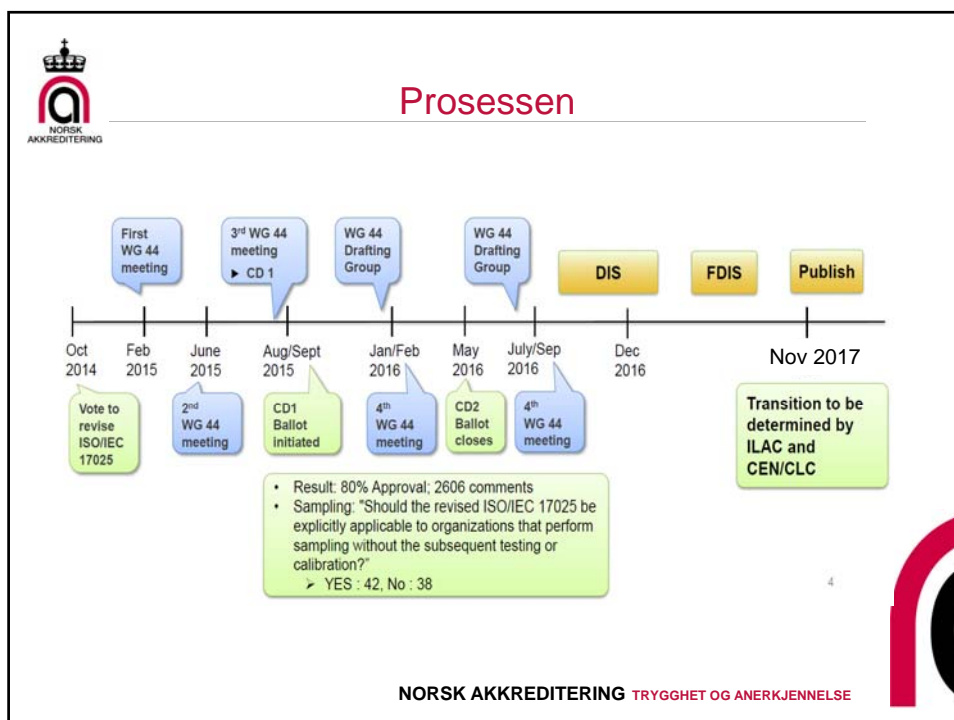 NORSK
AKKREDITERING
Prosessen
First
WG 44
meeting
3rd WG 44
meeting
► CD 1
WG 44
Drafting
Group
WG 44
Drafting
Group
DIS
FDIS
Publish
Oct
2014
Feb
2015
June
2015
Aug/Sept
2015
Jan/Feb
2016
May
2016
July/Sep
2016
Dec
2016
Nov 2017
Vote to
revise
ISO/IEC
17025
2nd
WG 44
meeting
CD1
Ballot
initiated
4th
WG 44
meeting
CD2
Ballot
closes
4th
WG 44
meeting
Transition to be
determined by
ILAC and
CEN/CLC
• Result: 80% Approval; 2606 comments
• Sampling: "Should the revised ISO/IEC 17025 be
explicitly applicable to organizations that perform
sampling without the subsequent testing or
calibration?"
➢ YES : 42, No : 38
4
NORSK AKKREDITERING TRYGGHET OG ANERKJENNELSE